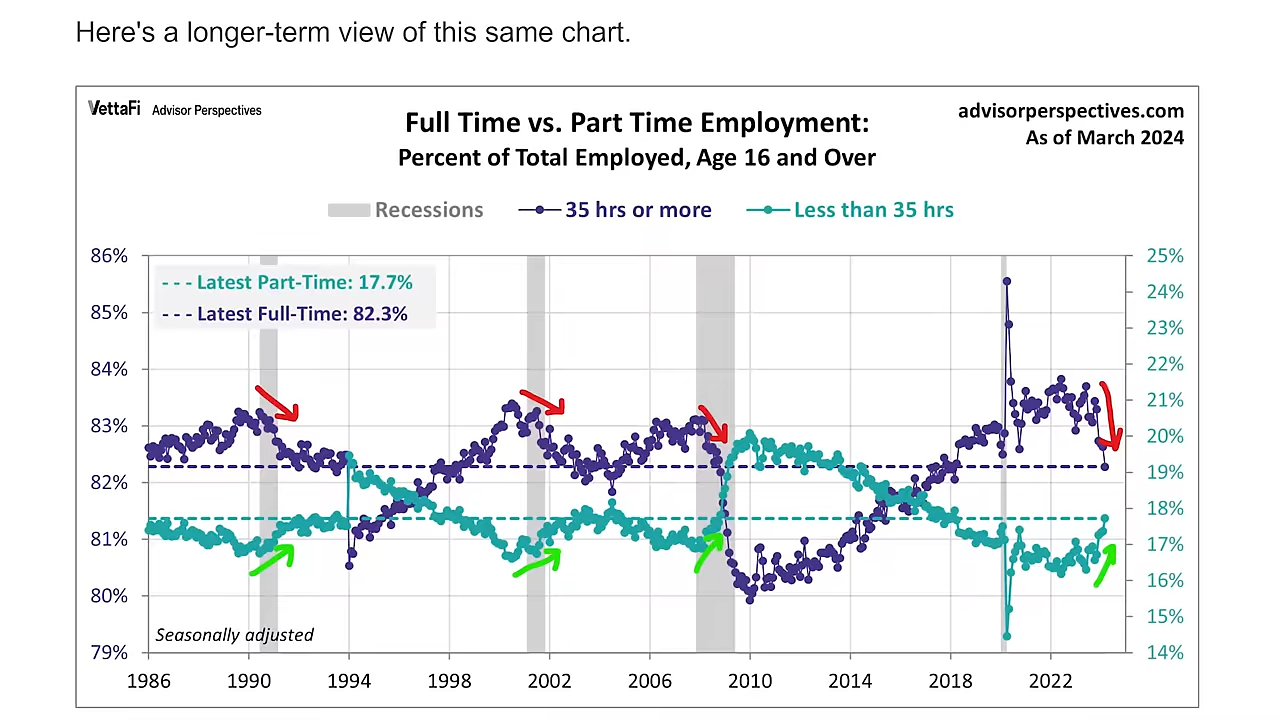 Here's a longer-term view of this same chart.
VettaFi Advisor Perspectives
advisorperspectives.com
As of March 2024
Full Time vs. Part Time Employment:
Percent of Total Employed, Age 16 and Over
Recessions 35 hrs or more Less than 35 hrs
86% 25%
- - - Latest Part-Time: 17.7%
24%
85%
- - - Latest Full-Time: 82.3%
23%
84% 22%
21%
83%
20%
82% 19%
18%
81% 17%
16%
80%
15%
Seasonally adjusted
79% 14%
1986 1990 1994 1998 2002 2006 2010 2014 2018 2022